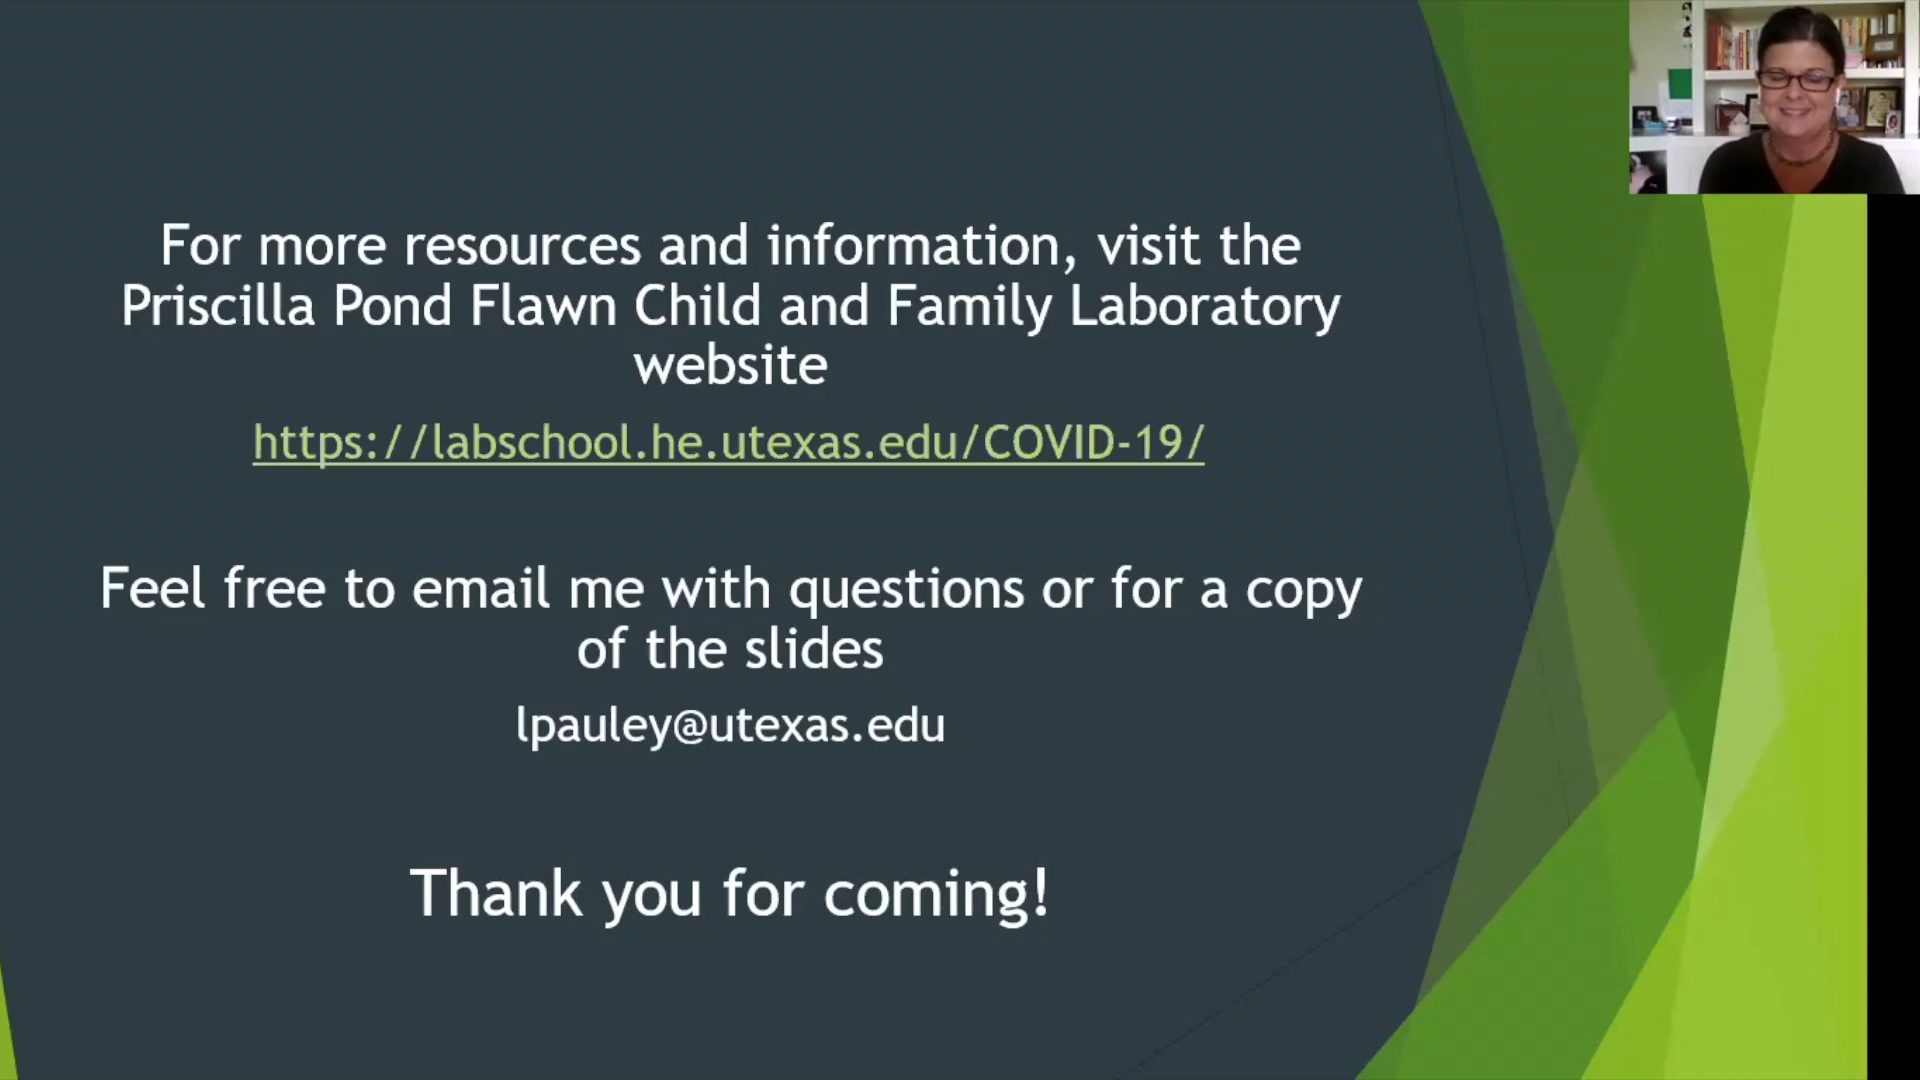 For more resources and information, visit the
Priscilla Pond Flawn Child and Family Laboratory
website
https://labschool.he.utexas.edu/COVID-19/
Feel free to email me with questions or for a copy
of the slides
lpauley@utexas.edu
Thank you for coming!